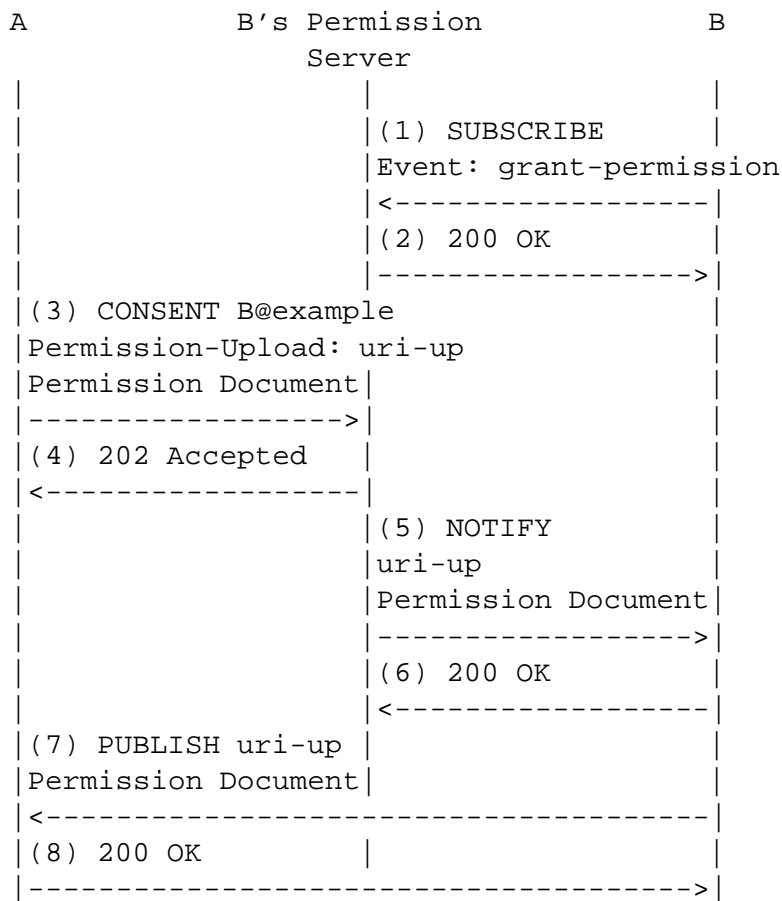 A           B's Permission           B
                Server
|                    |                    |
|                    |(1) SUBSCRIBE       |
|                    |Event: grant-permission
|                    |<------------------|
|                    |(2) 200 OK          |
|                    |------------------>|
|(3) CONSENT B@example                    |
|Permission-Upload: uri-up                |
|Permission Document|                    |
|------------------>|                    |
|(4) 202 Accepted    |                    |
|<------------------|                    |
|                    |(5) NOTIFY          |
|                    |uri-up              |
|                    |Permission Document|
|                    |------------------>|
|                    |(6) 200 OK          |
|                    |<------------------|
|(7) PUBLISH uri-up |                    |
|Permission Document|                    |
|<--------------------------------------|
|(8) 200 OK          |                    |
|-------------------------------------->|